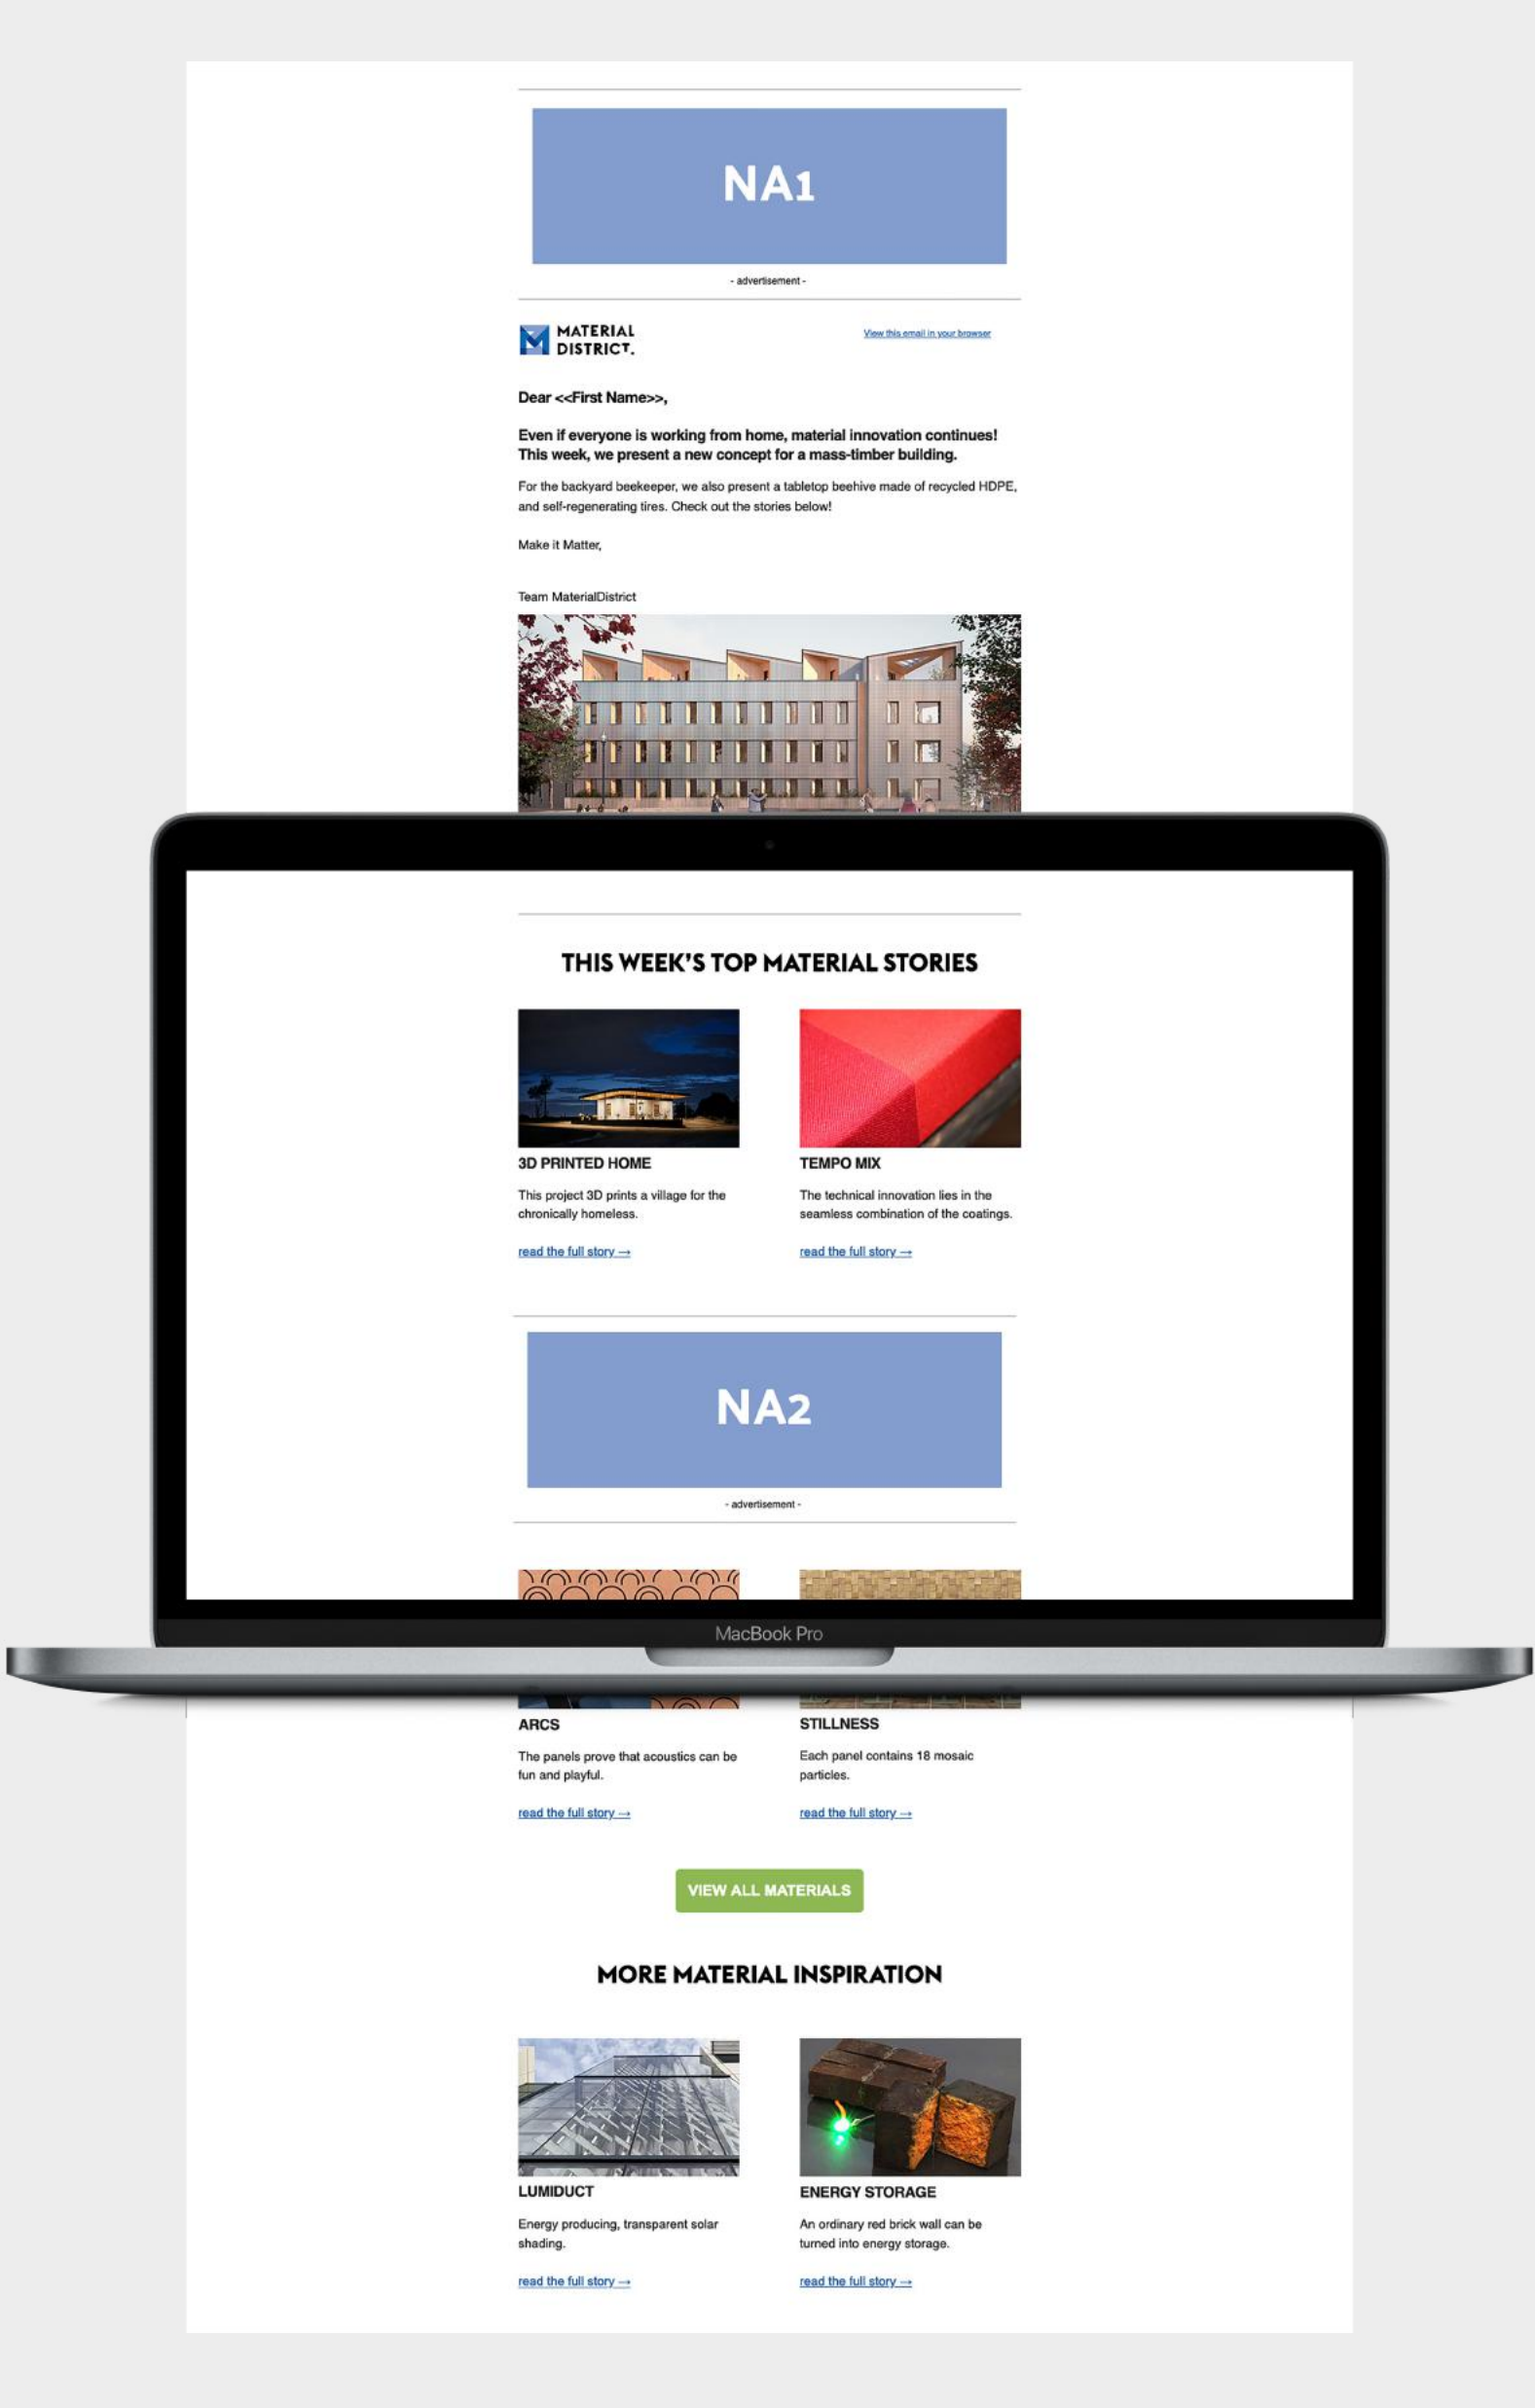 NA1
- advertisement -
MATERIAL
DISTRICT.
View this email in your browser
Dear <<First Name>>,
Even if everyone is working from home, material innovation continues!
This week, we present a new concept for a mass-timber building.
For the backyard beekeeper, we also present a tabletop beehive made of recycled HDPE,
and self-regenerating tires. Check out the stories below!
Make it Matter,
Team MaterialDistrict
THIS WEEK'S TOP MATERIAL STORIES
3D PRINTED HOME
This project 3D prints a village for the
chronically homeless.
read the full story →
TEMPO MIX
The technical innovation lies in the
seamless combination of the coatings.
read the full story →
NA2
- advertisement -
MacBook Pro
ARCS
The panels prove that acoustics can be
fun and playful.
read the full story →
STILLNESS
Each panel contains 18 mosaic
particles.
read the full story →
VIEW ALL MATERIALS
MORE MATERIAL INSPIRATION
LUMIDUCT
Energy producing, transparent solar
shading.
read the full story →
ENERGY STORAGE
An ordinary red brick wall can be
turned into energy storage.
read the full story →